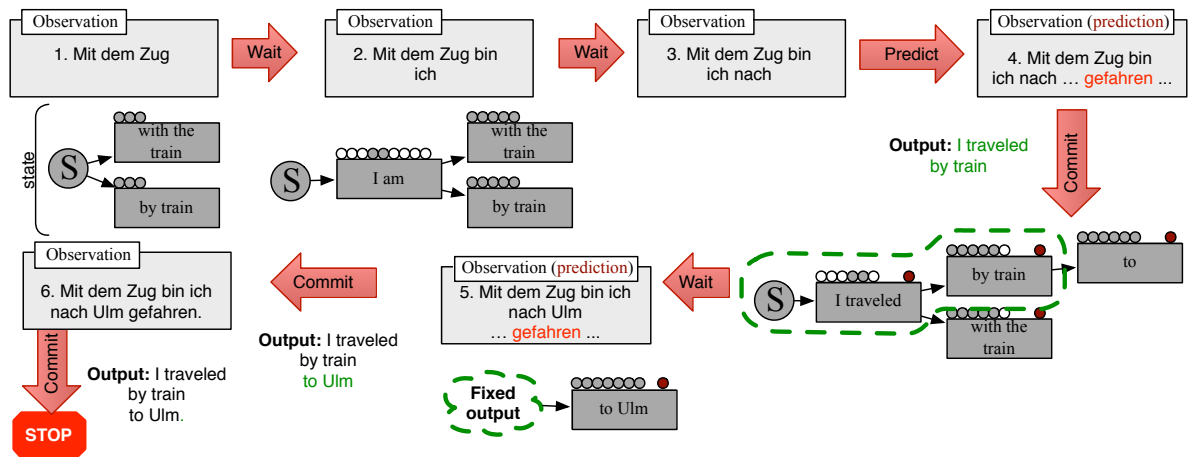 Observation
1. Mit dem Zug
Wait
Observation
2. Mit dem Zug bin
ich
Wait
Observation
3. Mit dem Zug bin
ich nach
Predict
Observation (prediction)
4. Mit dem Zug bin
ich nach ... gefahren ...
state
S
with the
train
by train
S
I am
with the
train
by train
Output: I traveled
by train
Commit
S
I traveled
by train
with the
train
to
Wait
Observation (prediction)
5. Mit dem Zug bin ich
nach Ulm
... gefahren ...
Fixed
output
to Ulm
Commit
Output: I traveled
by train
to Ulm
Observation
6. Mit dem Zug bin ich
nach Ulm gefahren.
Commit
Output: I traveled
by train
to Ulm.
STOP